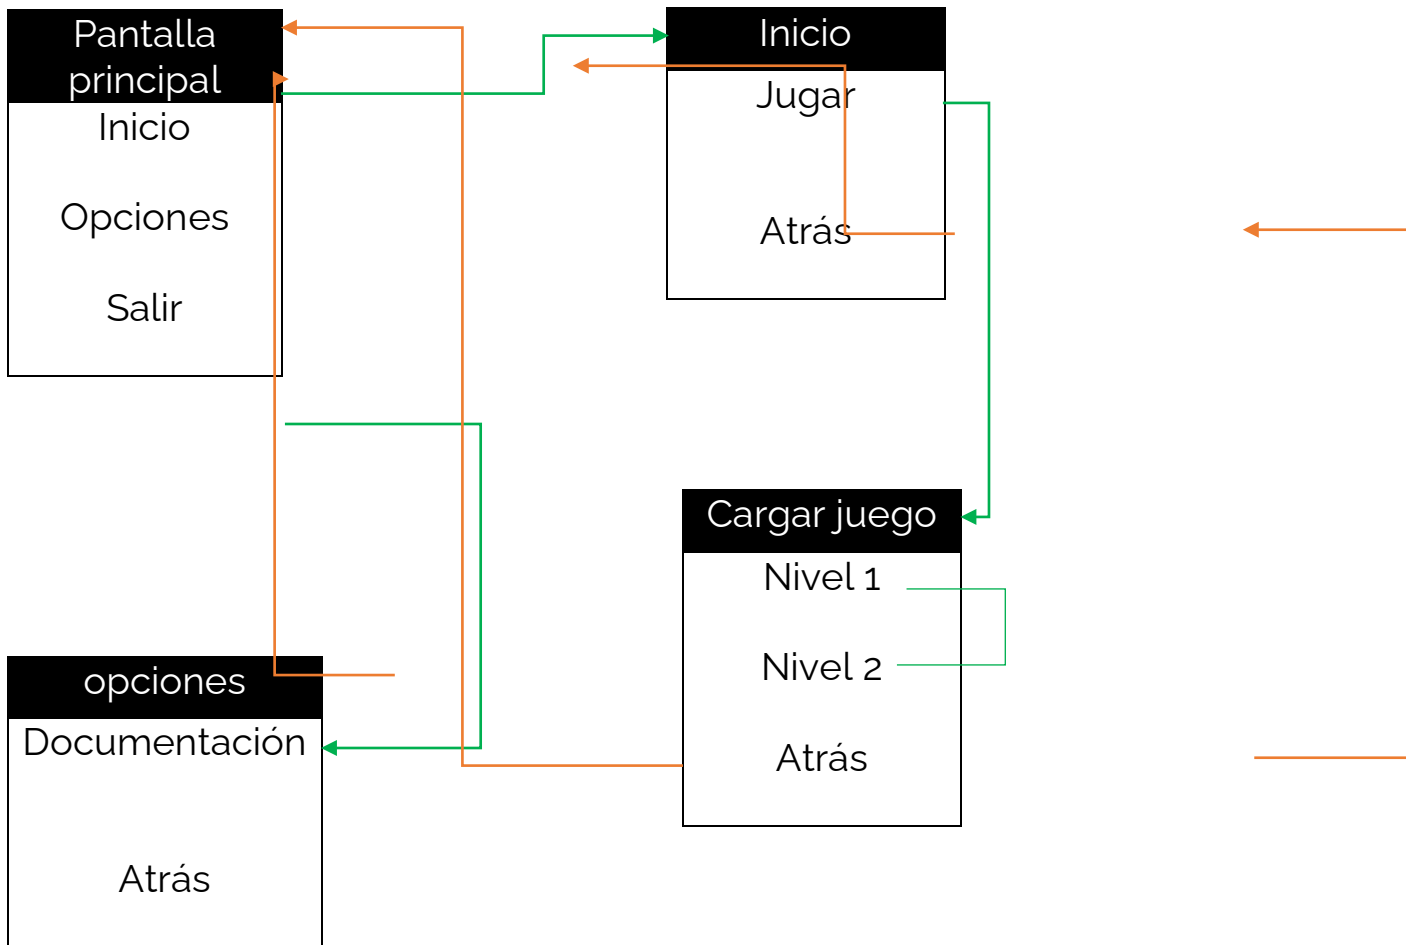 Pantalla
principal
Inicio
Opciones
Salir
Inicio
Jugar
Atrás
Cargar juego
Nivel 1
Nivel 2
Atrás
opciones
Documentación
Atrás